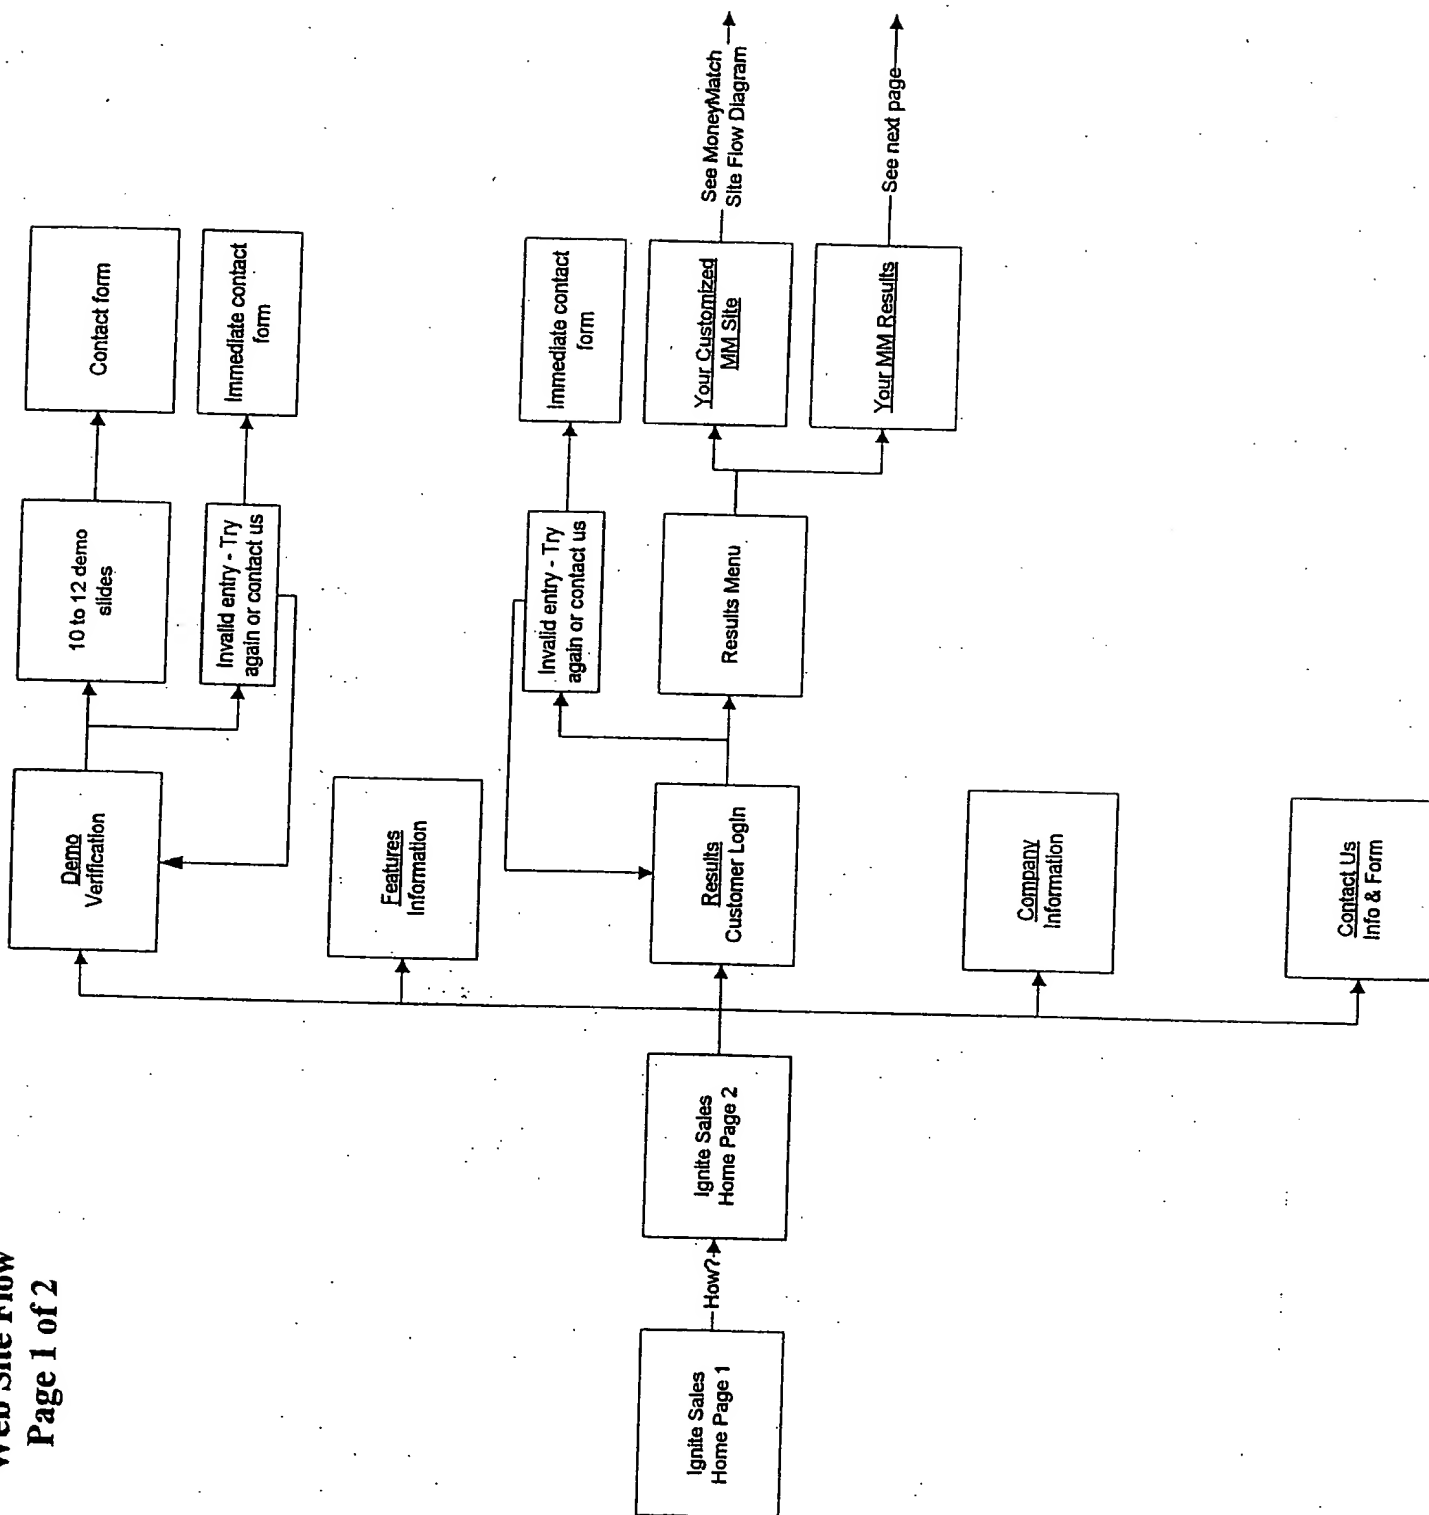 Web Site Flow
Page 1 of 2
Ignite Sales
Home Page 1
How?
Ignite Sales
Home Page 2
Demo
Verification
10 to 12 demo
slides
Contact form
Invalid entry - Try
again or contact us
Immediate contact
form
Features
Information
Results
Customer LogIn
Invalid entry - Try
again or contact us
Immediate contact
form
Results Menu
Your Customized
MM Site
See MoneyMatch
Site Flow Diagram
Your MM Results
See next page
Company
Information
Contact Us
Info & Form